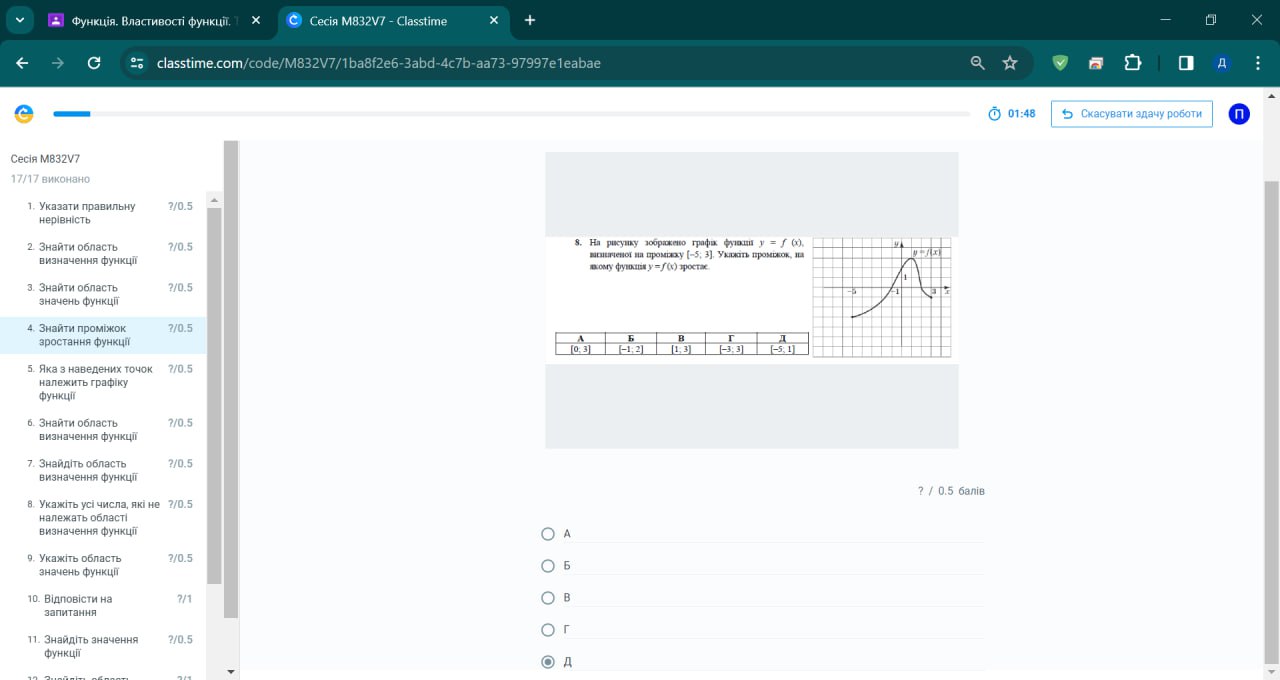 Функція. Властивості функції.
Сесія M832V7 - Classtime
classtime.com/code/M832V7/1ba8f2e6-3abd-4c7b-aa73-97997e1eabae
Д
01:48
Скасувати здачу роботи
П
Сесія M832V7
17/17 виконано
1. Указати правильну ?/0.5
нерівність
2. Знайти область ?/0.5
визначення функції
3. Знайти область ?/0.5
значень функції
4. Знайти проміжок ?/0.5
зростання функції
5. Яка з наведених точок ?/0.5
належить графіку
функції
6. Знайти область ?/0.5
визначення функції
7. Знайдіть область ?/0.5
визначення функції
8. Укажіть усі числа, які не ?/0.5
належать області
визначення функції
9. Укажіть область ?/0.5
значень функції
10. Відповісти на ?/1
запитання
11. Знайдіть значення ?/0.5
функції
12. Знайдіть область ?/1
8. На рисунку зображено графік функції y = f (x),
визначеної на проміжку [–5; 3]. Укажіть проміжок, на
якому функція y = f (x) зростає.
А Б В Г Д
[0; 3] [–1; 2] [1; 3] [–3; 3] [–5; 1]
y
y = f(x)
1
–5 –1 3 x
? / 0.5 балів
А
Б
В
Г
Д